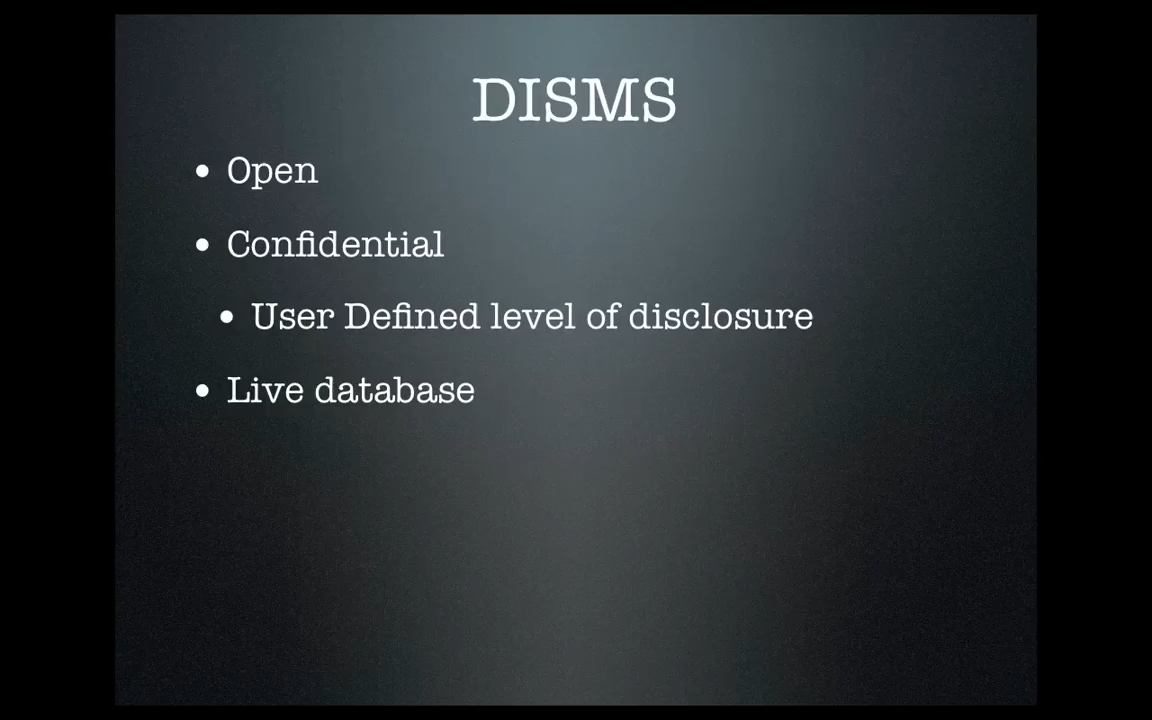 DISMS
• Open
• Confidential
• User Defined level of disclosure
• Live database